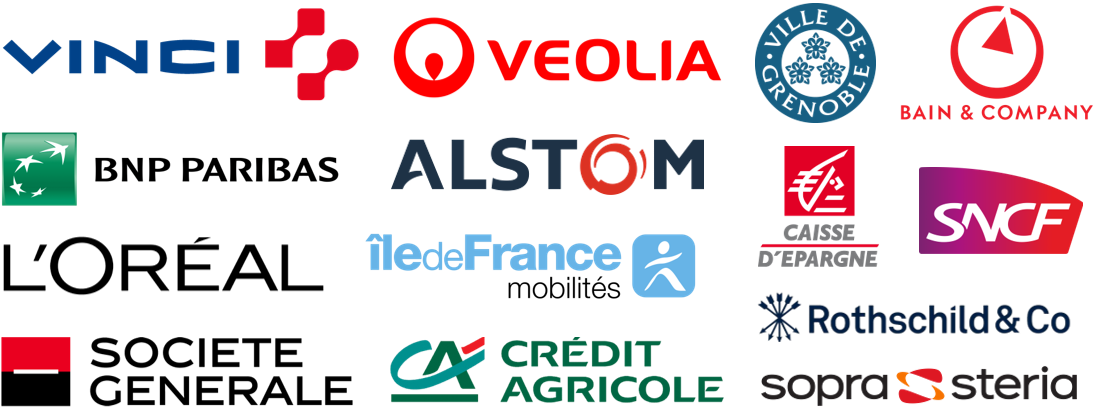 VINCI
VEOLIA
VILLE DE
GRENOBLE
BAIN & COMPANY
BNP PARIBAS
ALSTOM
CAISSE
D'EPARGNE
SNCF
L'ORÉAL
îledeFrance
mobilités
Rothschild & Co
SOCIETE
GENERALE
CA
CRÉDIT
AGRICOLE
sopra steria